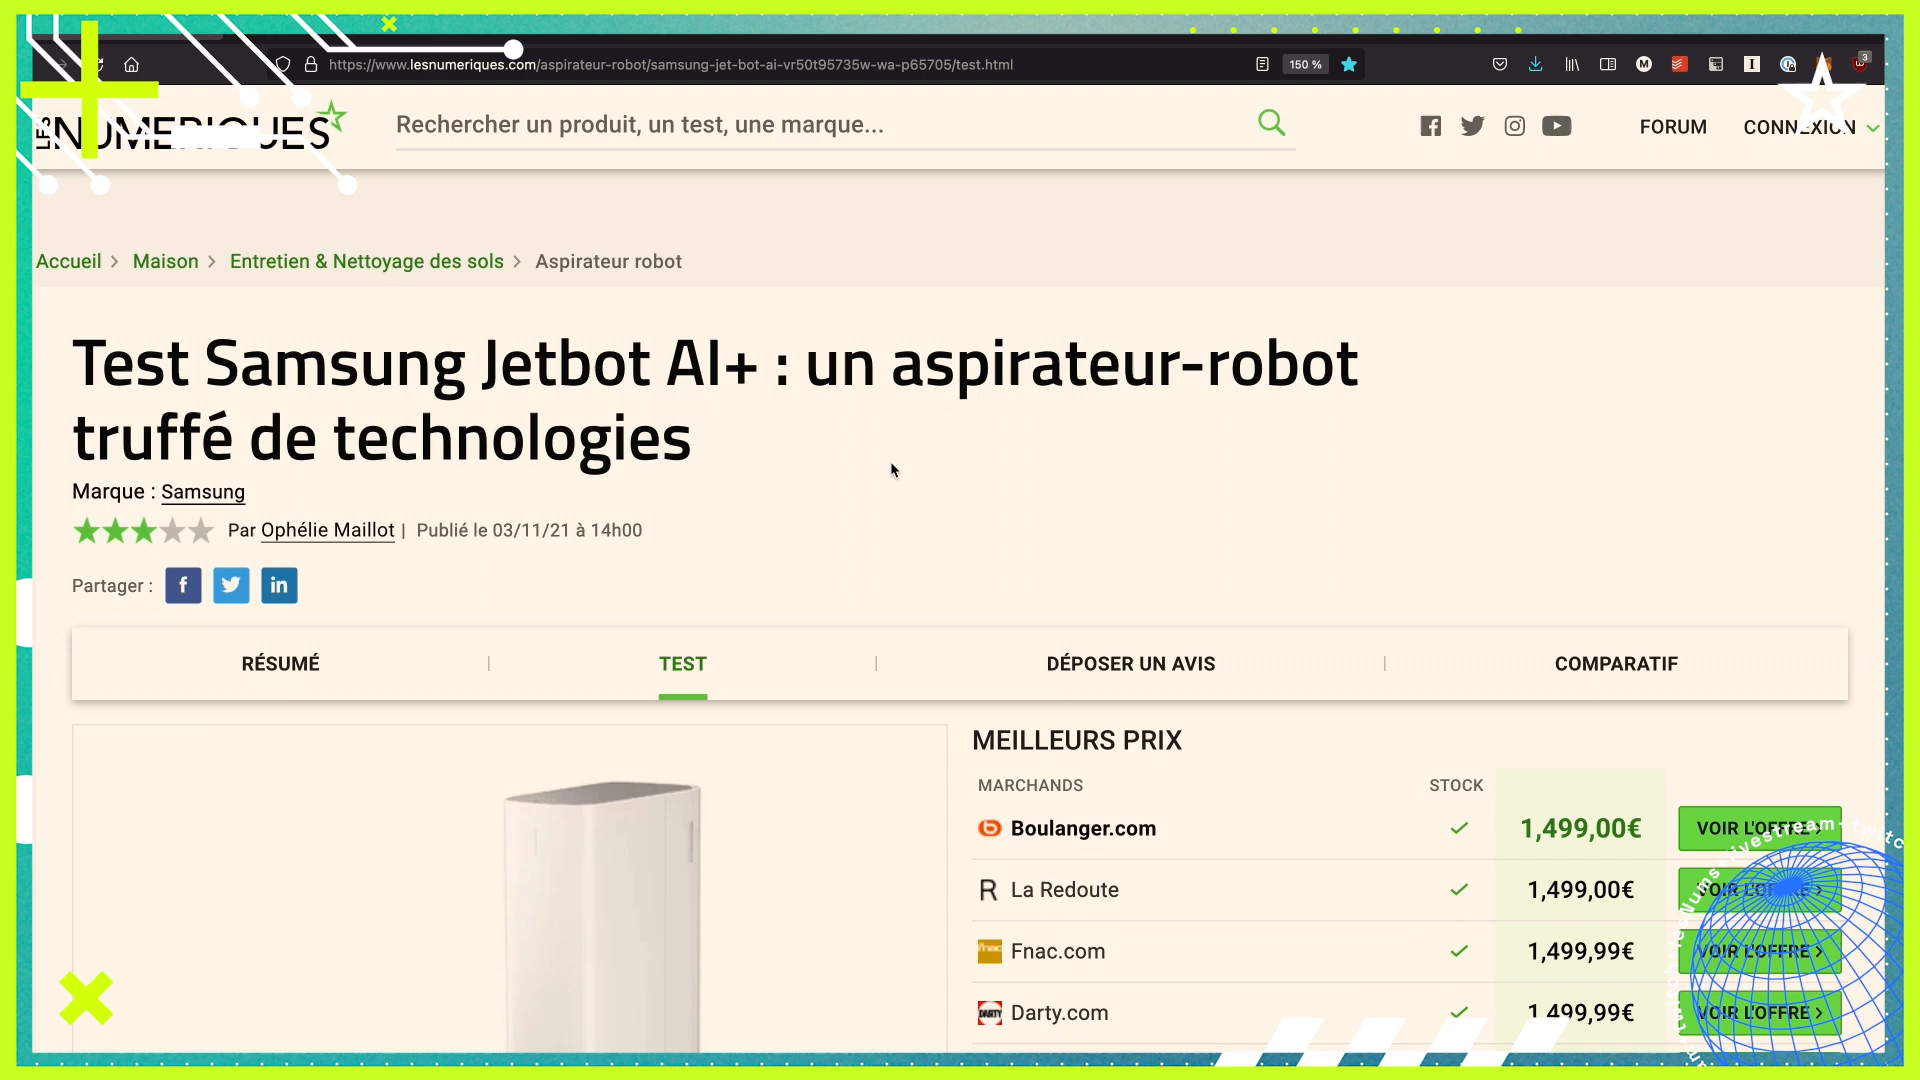 https://www.lesnumeriques.com/aspirateur-robot/samsung-jet-bot-ai-vr50t95735w-wa-p65705/test.html
150 %
M
I
3
LES NUMERIQUES
Rechercher un produit, un test, une marque...
FORUM
CONNEXION
Accueil > Maison > Entretien & Nettoyage des sols > Aspirateur robot
Test Samsung Jetbot AI+ : un aspirateur-robot
truffé de technologies
Marque : Samsung
Par Ophélie Maillot | Publié le 03/11/21 à 14h00
Partager :
RÉSUMÉ
TEST
DÉPOSER UN AVIS
COMPARATIF
MEILLEURS PRIX
MARCHANDS
STOCK
Boulanger.com
1,499,00€
VOIR L'OFFRE >
La Redoute
1,499,00€
VOIR L'OFFRE >
Fnac.com
1,499,99€
VOIR L'OFFRE >
Darty.com
1,499,99€
VOIR L'OFFRE >